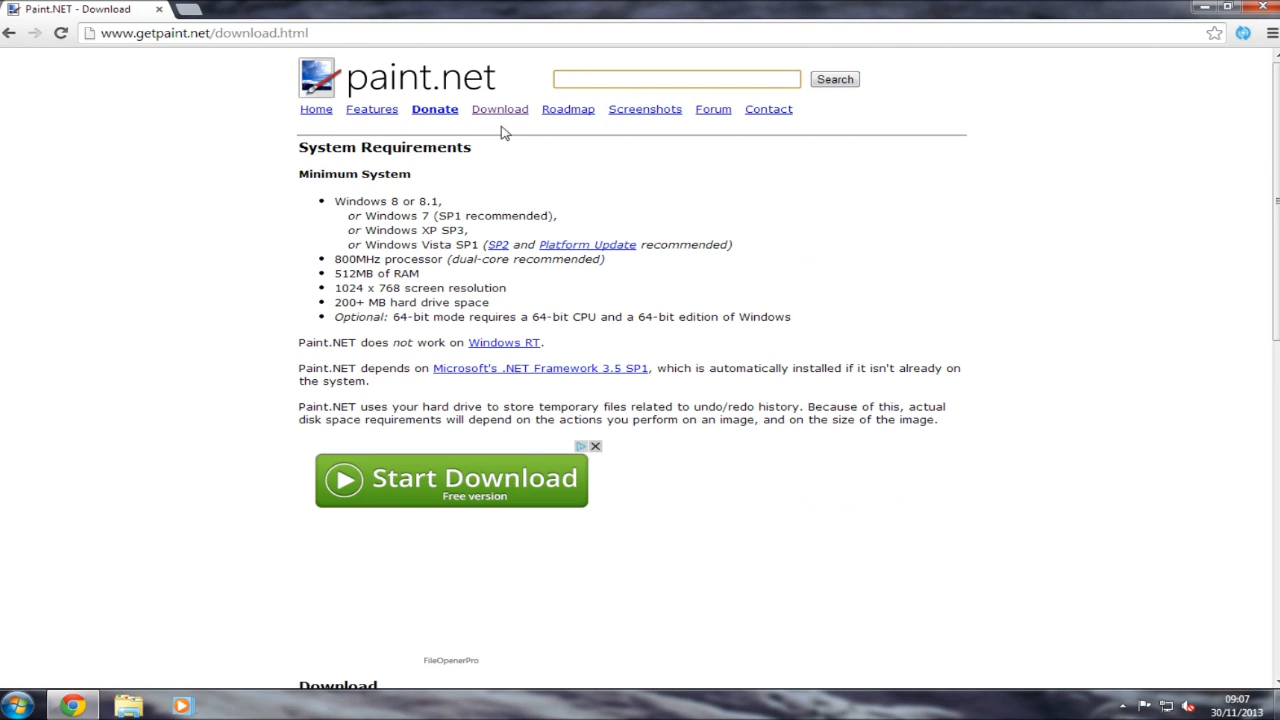 Paint.NET - Download
www.getpaint.net/download.html
paint.net
Search
Home Features Donate Download Roadmap Screenshots Forum Contact
System Requirements
Minimum System
Windows 8 or 8.1,
or Windows 7 (SP1 recommended),
or Windows XP SP3,
or Windows Vista SP1 (SP2 and Platform Update recommended)
800MHz processor (dual-core recommended)
512MB of RAM
1024 x 768 screen resolution
200+ MB hard drive space
Optional: 64-bit mode requires a 64-bit CPU and a 64-bit edition of Windows
Paint.NET does not work on Windows RT.
Paint.NET depends on Microsoft's .NET Framework 3.5 SP1, which is automatically installed if it isn't already on
the system.
Paint.NET uses your hard drive to store temporary files related to undo/redo history. Because of this, actual
disk space requirements will depend on the actions you perform on an image, and on the size of the image.
Start Download
Free version
FileOpenerPro
Download
09:07
30/11/2013